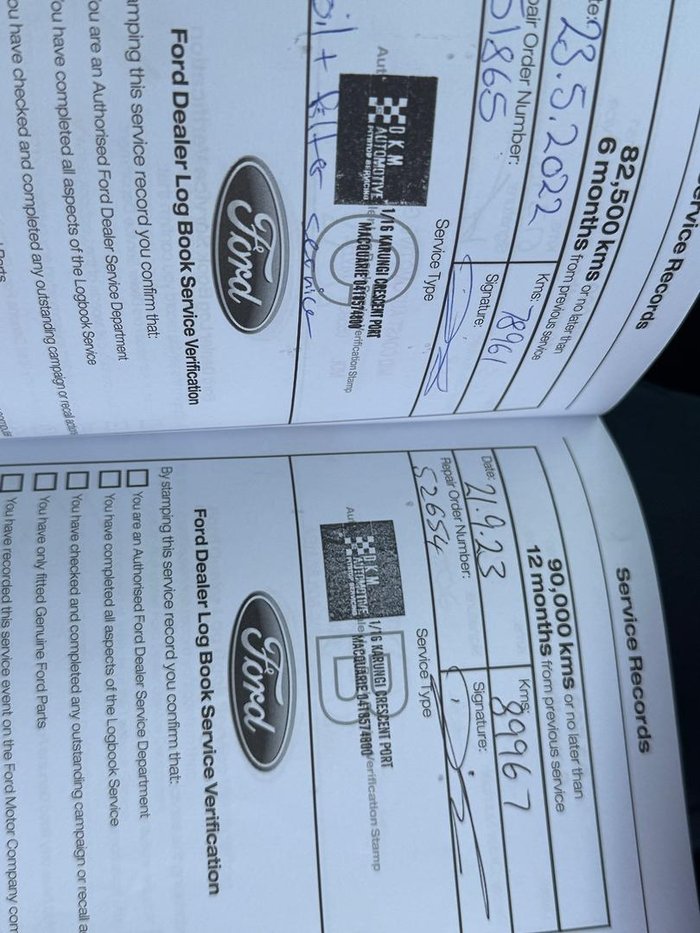 Service Records
82,500 kms or no later than
6 months from previous service
te: 23.5.2022
Kms: 78961
pair Order Number:
51865
Signature:
Service Type
C
DKM
AUTOMOTIVE
PITSTOP SERVICING
1/16 KARUNGI CRESCENT PORT
MACQUARIE
Verification Stamp
oil + filter service
Ford
Ford Dealer Log Book Service Verification
amping this service record you confirm that:
You are an Authorised Ford Dealer Service Department
You have completed all aspects of the Logbook Service
ou have checked and completed any outstanding campaign or recall
Service Records
90,000 kms or no later than
12 months from previous service
Date: 21.9.23
Kms: 89967
Repair Order Number:
52654
Signature:
Service Type
B
DKM
AUTOMOTIVE
1/16 KARUNGI CRESCENT PORT
MACQUARIE
Verification Stamp
Ford
Ford Dealer Log Book Service Verification
By stamping this service record you confirm that:
You are an Authorised Ford Dealer Service Department
You have completed all aspects of the Logbook Service
You have checked and completed any outstanding campaign or recall a
You have only fitted Genuine Ford Parts
You have recorded this service event on the Ford Motor Company com